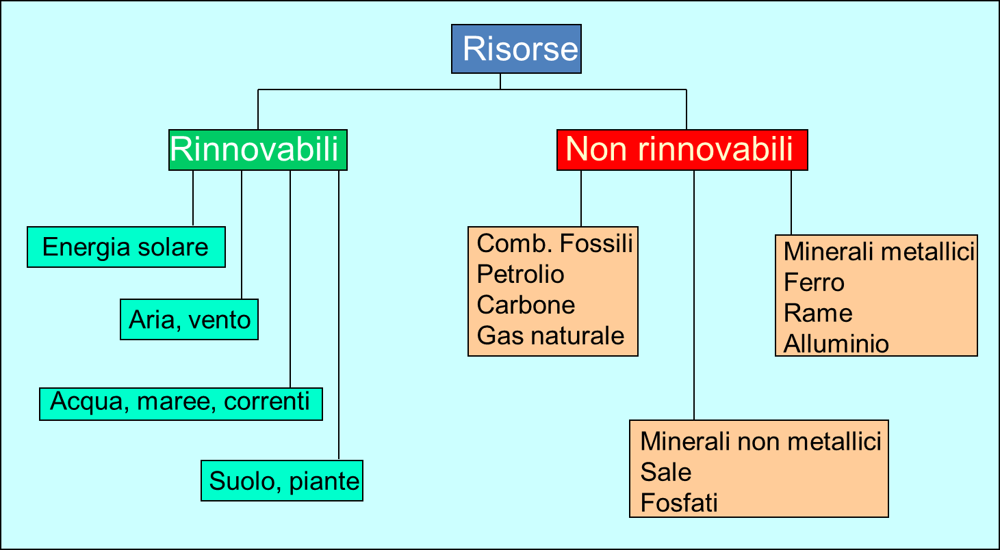 Risorse
Rinnovabili
Non rinnovabili
Energia solare
Aria, vento
Acqua, maree, correnti
Suolo, piante
Comb. Fossili
Petrolio
Carbone
Gas naturale
Minerali non metallici
Sale
Fosfati
Minerali metallici
Ferro
Rame
Alluminio